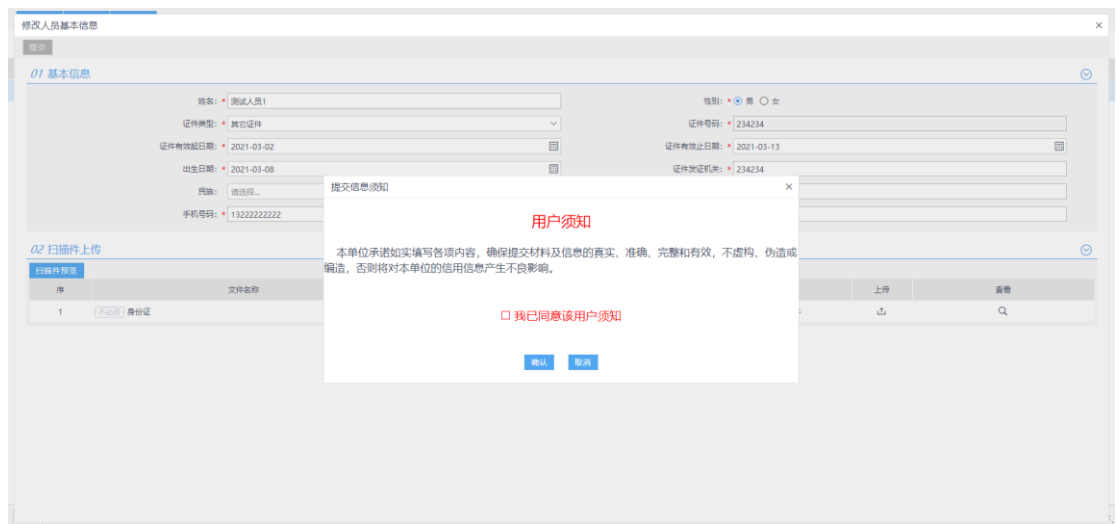 修改人员基本信息
提交
01 基本信息
姓名: * 测试人员1
性别: * 男 女
证件类型: * 其它证件
证件号码: * 234234
证件有效起日期: * 2021-03-02
证件有效止日期: * 2021-03-13
出生日期: * 2021-03-08
证件发证机关: * 234234
民族: 请选择...
手机号码: * 13222222222
提交信息须知
用户须知
本单位承诺如实填写各项内容，确保提交材料及信息的真实、准确、完整和有效，不虚构、伪造或
编造，否则将对本单位的信用信息产生不良影响。
我已同意该用户须知
确认 取消
02 扫描件上传
扫描件预览
序 文件名称 上传 查看
1 不必须 身份证